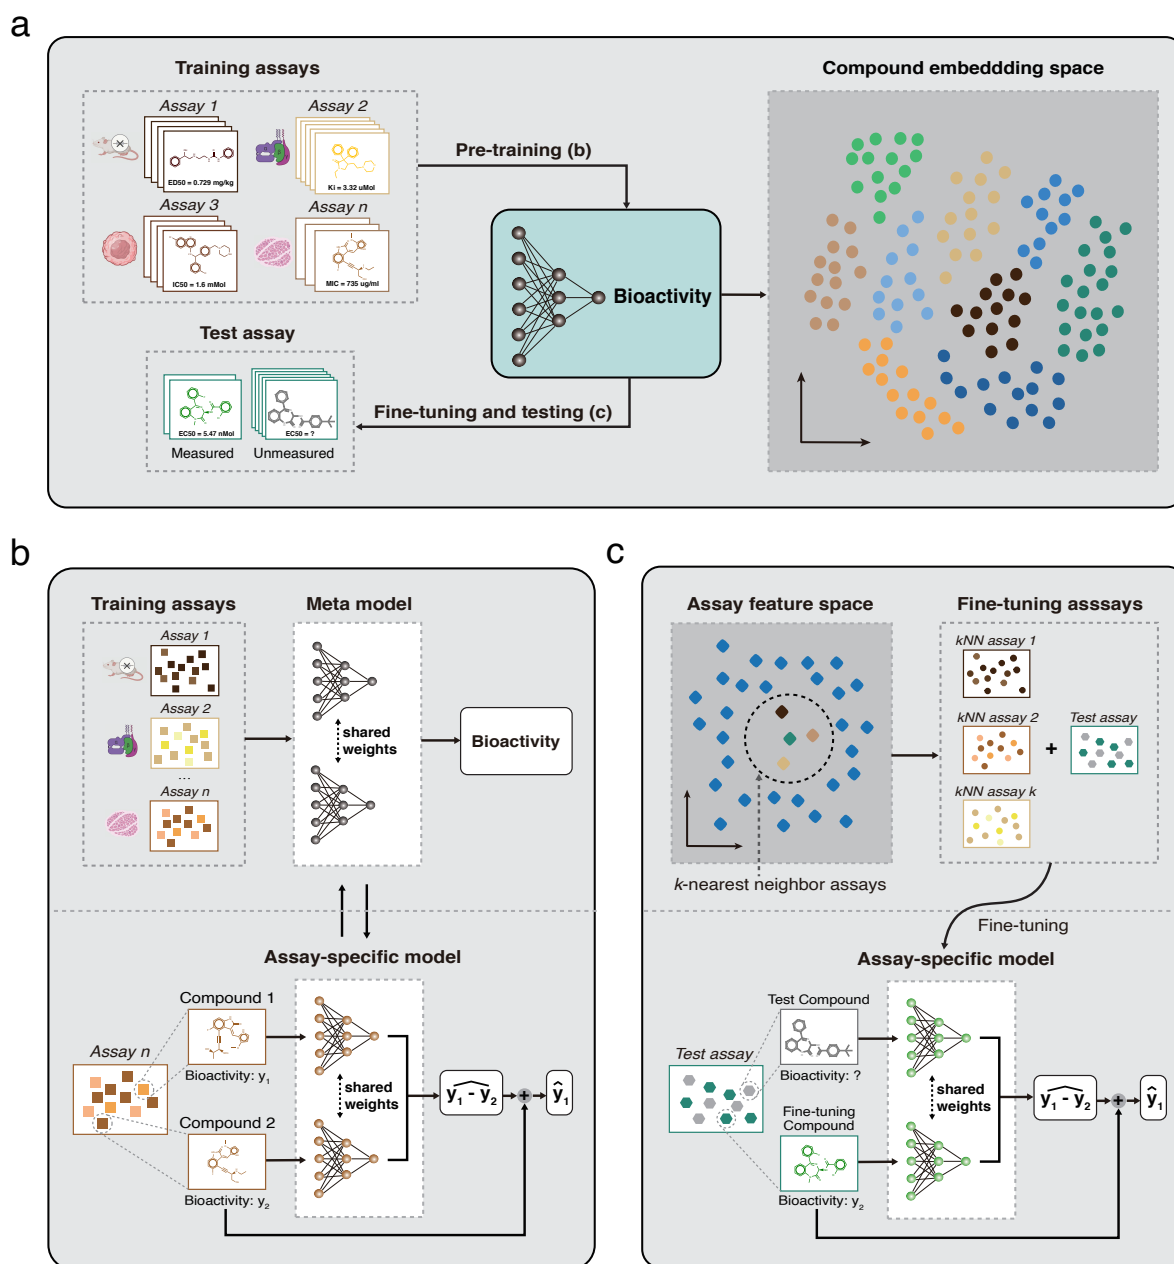 a
Training assays
Assay 1
Assay 2
ED50 = 0.729 mg/kg
Ki = 3.32 uMol
Assay 3
Assay n
IC50 = 1.6 mMol
MIC = 735 ug/ml
Pre-training (b)
Bioactivity
Compound embeddding space
Test assay
EC50 = 5.47 nMol
EC50 = ?
Measured
Unmeasured
Fine-tuning and testing (c)
b
Training assays
Meta model
Assay 1
Assay 2
...
Assay n
shared
weights
Bioactivity
Assay-specific model
Compound 1
Bioactivity: y₁
Assay n
Compound 2
Bioactivity: y₂
shared
weights
y₁ - y₂
+
ŷ₁
c
Assay feature space
Fine-tuning asssays
kNN assay 1
kNN assay 2
Test assay
+
kNN assay k
k-nearest neighbor assays
Fine-tuning
Assay-specific model
Test Compound
Bioactivity: ?
Test assay
Fine-tuning
Compound
Bioactivity: y₂
shared
weights
y₁ - y₂
+
ŷ₁